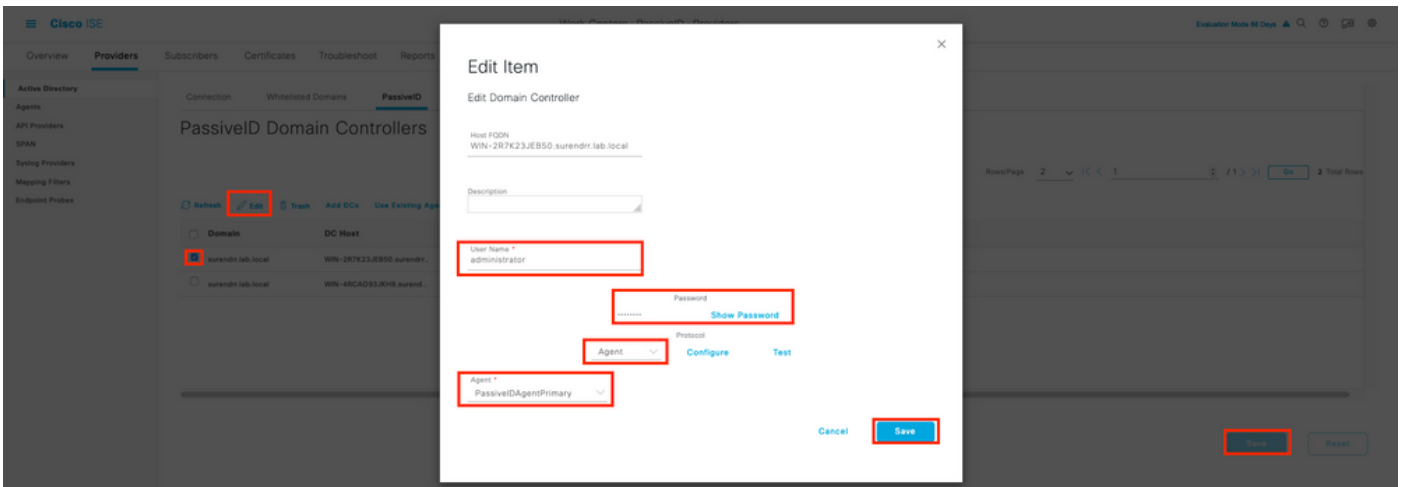 Cisco ISE
Work Centers · PassiveID · Providers
Evaluation Mode 88 Days
Overview Providers Subscribers Certificates Troubleshoot Reports
Active Directory
Agents
API Providers
SPAN
Syslog Providers
Mapping Filters
Endpoint Probes
Connection Whitelisted Domains PassiveID
PassiveID Domain Controllers
Rows/Page 2 1 / 1 Go 2 Total Rows
Refresh Edit Trash Add DCs Use Existing Age
Domain DC Host
surendrr.lab.local WIN-2R7K23JEB50.surendrr..
surendrr.lab.local
Save Reset
Edit Item
Edit Domain Controller
Host FQDN
WIN-2R7K23JEB50.surendrr.lab.local
Description
User Name *
administrator
Password
········ Show Password
Protocol
Agent Configure Test
Agent *
PassiveIDAgentPrimary
Cancel Save